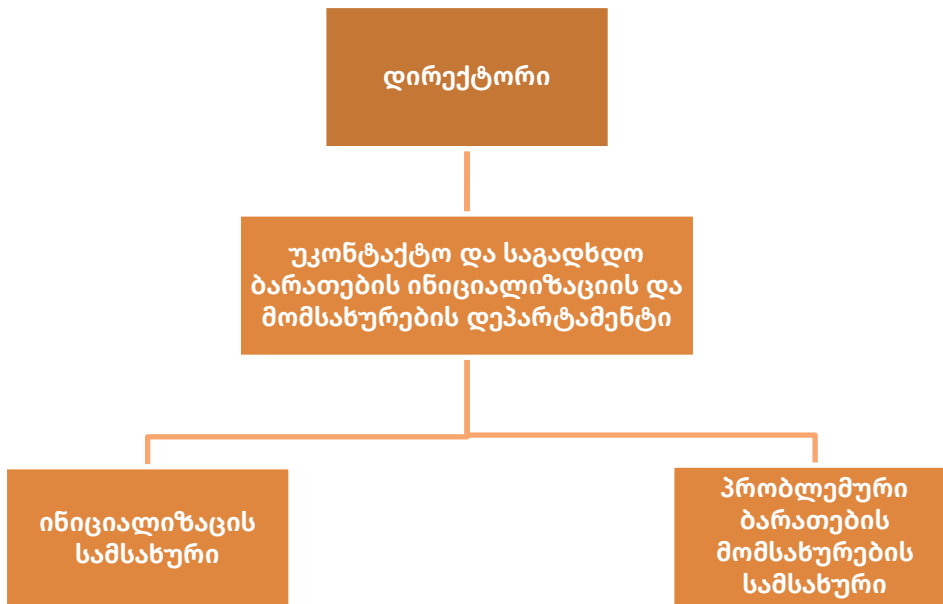 დირექტორი
უკონტაქტო და საგადხდო
ბარათების ინიციალიზაციის და
მომსახურების დეპარტამენტი
ინიციალიზაცის
სამსახური
პრობლემური
ბარათების
მომსახურების
სამსახური